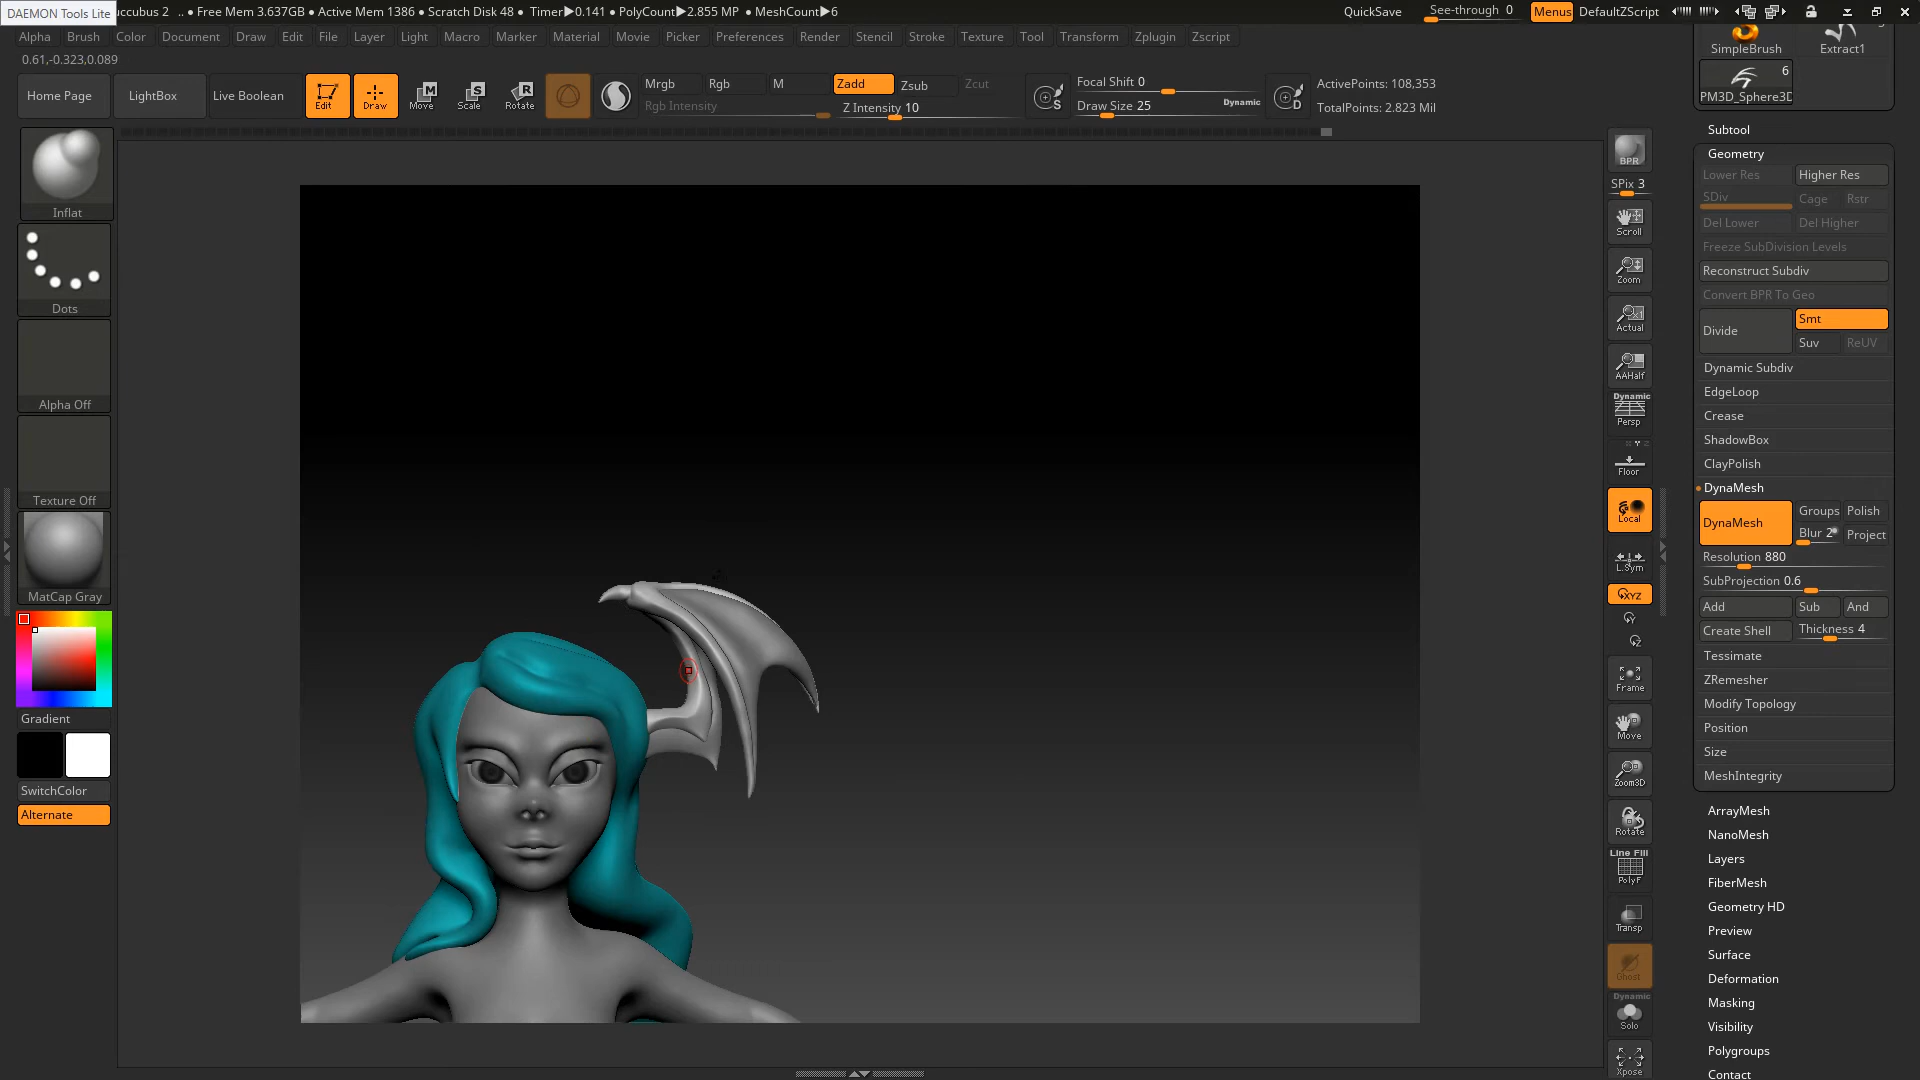 DAEMON Tools Lite
uccubus 2 .. ● Free Mem 3.637GB ● Active Mem 1386 ● Scratch Disk 48 ● Timer▶0.141 ● PolyCount▶2.855 MP ● MeshCount▶6
QuickSave See-through 0 Menus DefaultZScript
Alpha Brush Color Document Draw Edit File Layer Light Macro Marker Material Movie Picker Preferences Render Stencil Stroke Texture Tool Transform Zplugin Zscript
0.61,-0.323,0.089
Home Page LightBox Live Boolean
Edit Draw Move Scale Rotate
Mrgb Rgb M Zadd Zsub Zcut
Rgb Intensity Z Intensity 10
Focal Shift 0
Draw Size 25 Dynamic
ActivePoints: 108,353
TotalPoints: 2.823 Mil
Inflat
Dots
Alpha Off
Texture Off
MatCap Gray
Gradient
SwitchColor
Alternate
BPR
SPix 3
Scroll
Zoom
Actual
AAHalf
Dynamic
Persp
Floor
Local
L.Sym
XYZ
Y
Z
Frame
Move
Zoom3D
Rotate
Line Fill
PolyF
Transp
Ghost
Dynamic
Solo
Xpose
SimpleBrush Extract1
6
PM3D_Sphere3D
Subtool
Geometry
Lower Res Higher Res
SDiv Cage Rstr
Del Lower Del Higher
Freeze SubDivision Levels
Reconstruct Subdiv
Convert BPR To Geo
Divide Smt
Suv ReUV
Dynamic Subdiv
EdgeLoop
Crease
ShadowBox
ClayPolish
DynaMesh
DynaMesh Groups Polish
Blur 2 Project
Resolution 880
SubProjection 0.6
Add Sub And
Create Shell Thickness 4
Tessimate
ZRemesher
Modify Topology
Position
Size
MeshIntegrity
ArrayMesh
NanoMesh
Layers
FiberMesh
Geometry HD
Preview
Surface
Deformation
Masking
Visibility
Polygroups
Contact